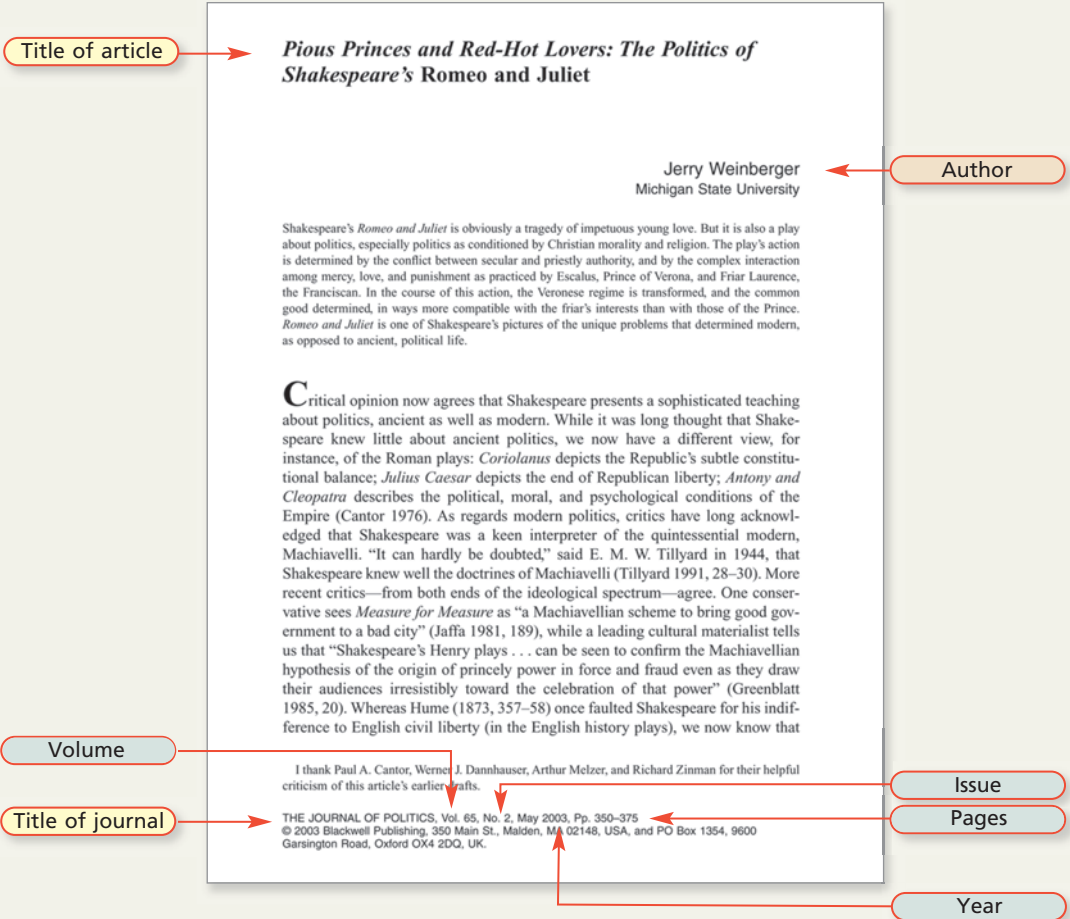 Title of article
Pious Princes and Red-Hot Lovers: The Politics of
Shakespeare's Romeo and Juliet
Jerry Weinberger
Michigan State University
Author
Shakespeare's Romeo and Juliet is obviously a tragedy of impetuous young love. But it is also a play
about politics, especially politics as conditioned by Christian morality and religion. The play's action
is determined by the conflict between secular and priestly authority, and by the complex interaction
among mercy, love, and punishment as practiced by Escalus, Prince of Verona, and Friar Laurence,
the Franciscan. In the course of this action, the Veronese regime is transformed, and the common
good determined, in ways more compatible with the friar's interests than with those of the Prince.
Romeo and Juliet is one of Shakespeare's pictures of the unique problems that determined modern,
as opposed to ancient, political life.
Critical opinion now agrees that Shakespeare presents a sophisticated teaching
about politics, ancient as well as modern. While it was long thought that Shake-
speare knew little about ancient politics, we now have a different view, for
instance, of the Roman plays: Coriolanus depicts the Republic's subtle constitu-
tional balance; Julius Caesar depicts the end of Republican liberty; Antony and
Cleopatra describes the political, moral, and psychological conditions of the
Empire (Cantor 1976). As regards modern politics, critics have long acknowl-
edged that Shakespeare was a keen interpreter of the quintessential modern,
Machiavelli. "It can hardly be doubted," said E. M. W. Tillyard in 1944, that
Shakespeare knew well the doctrines of Machiavelli (Tillyard 1991, 28–30). More
recent critics—from both ends of the ideological spectrum—agree. One conser-
vative sees Measure for Measure as "a Machiavellian scheme to bring good gov-
ernment to a bad city" (Jaffa 1981, 189), while a leading cultural materialist tells
us that "Shakespeare's Henry plays . . . can be seen to confirm the Machiavellian
hypothesis of the origin of princely power in force and fraud even as they draw
their audiences irresistibly toward the celebration of that power" (Greenblatt
1985, 20). Whereas Hume (1873, 357–58) once faulted Shakespeare for his indif-
ference to English civil liberty (in the English history plays), we now know that
Volume
I thank Paul A. Cantor, Werner J. Dannhauser, Arthur Melzer, and Richard Zinman for their helpful
criticism of this article's earlier drafts.
Issue
Title of journal
THE JOURNAL OF POLITICS, Vol. 65, No. 2, May 2003, Pp. 350–375
Pages
© 2003 Blackwell Publishing, 350 Main St., Malden, MA 02148, USA, and PO Box 1354, 9600
Garsington Road, Oxford OX4 2DQ, UK.
Year